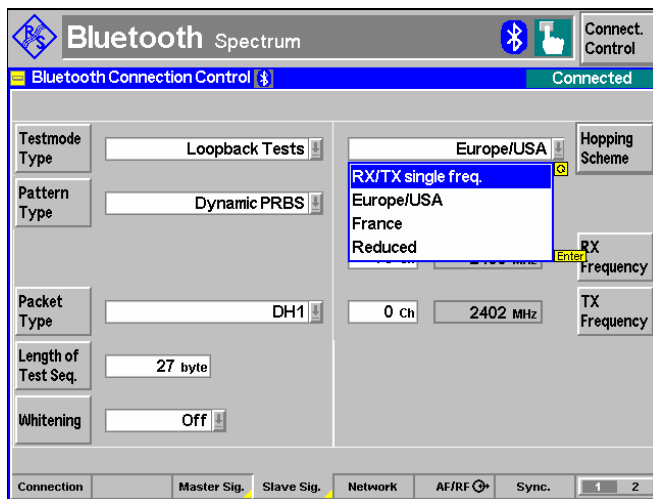 R S
Bluetooth Spectrum
Connect. Control
Bluetooth Connection Control
Connected
Testmode Type
Loopback Tests
Europe/USA
Hopping Scheme
RX/TX single freq.
Q
Europe/USA
France
Reduced
Enter
Pattern Type
Dynamic PRBS
RX Frequency
Packet Type
DH1
0 Ch
2402 MHz
TX Frequency
Length of Test Seq.
27 byte
Whitening
Off
Connection
Master Sig.
Slave Sig.
Network
AF/RF
Sync.
1 2